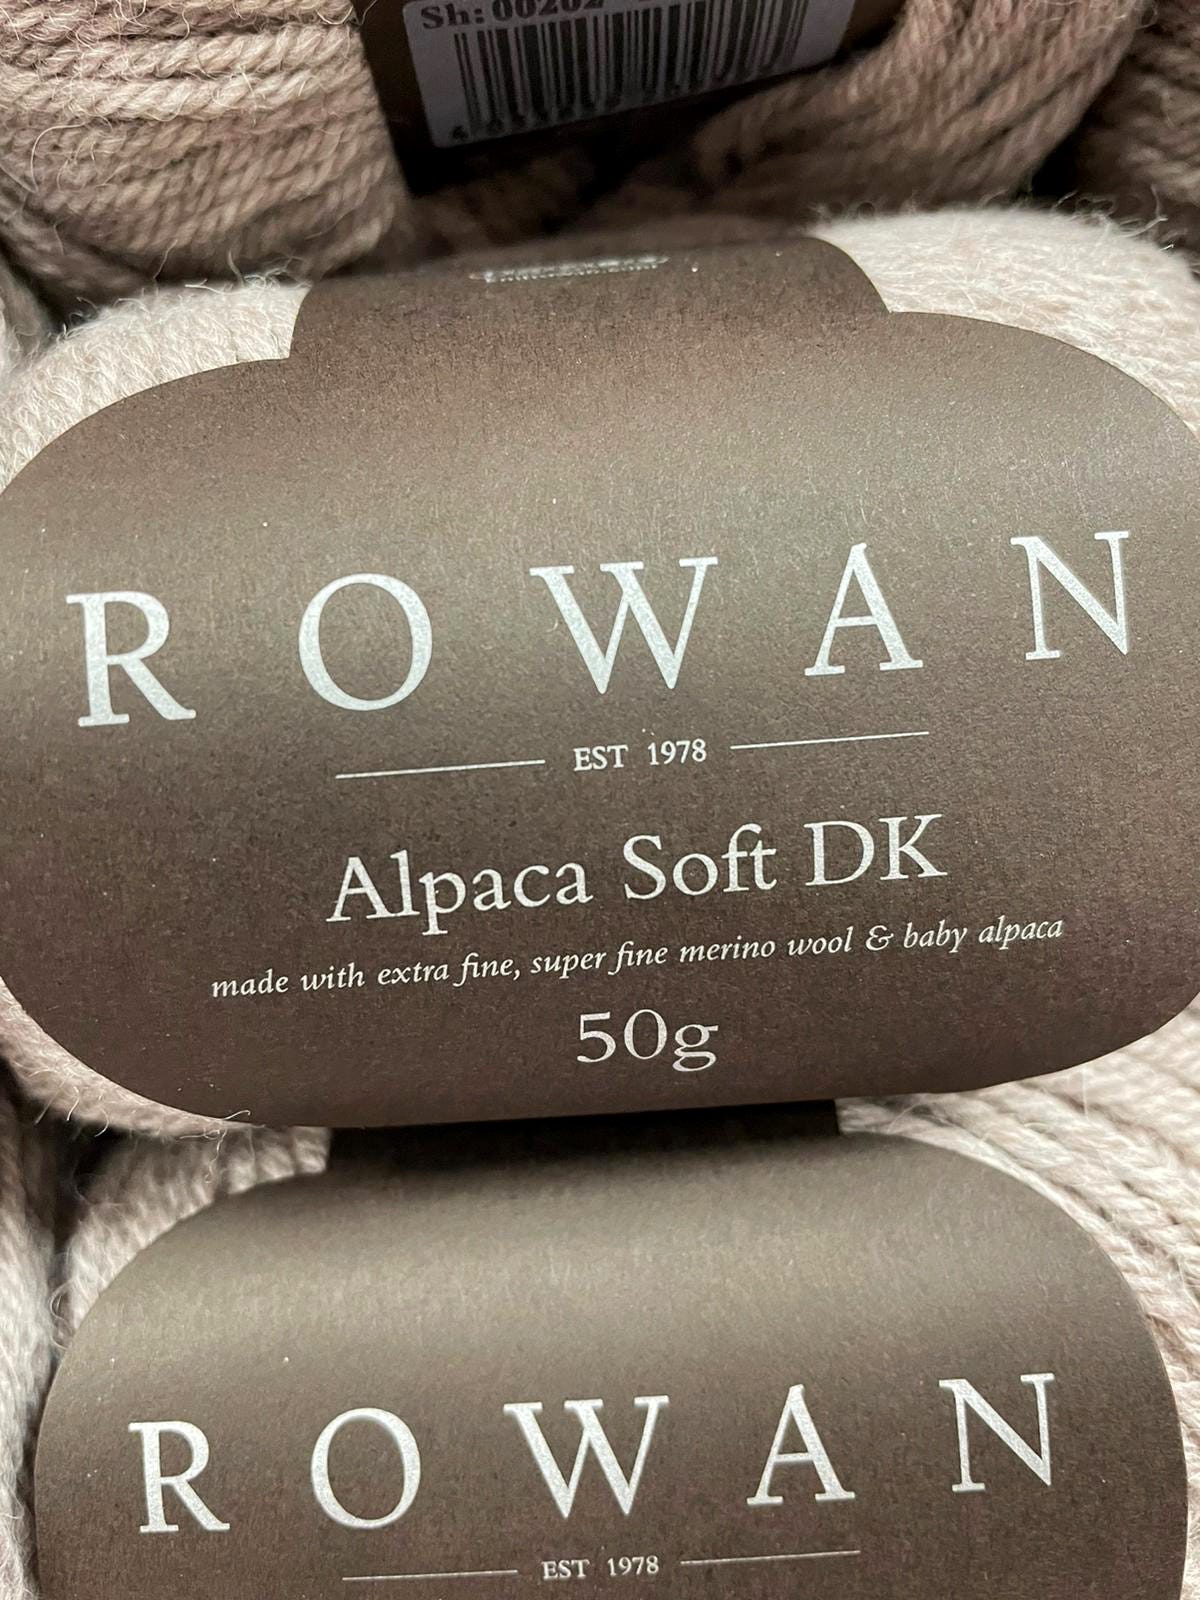 Sh: 00202
ROWAN
EST 1978
Alpaca Soft DK
made with extra fine, super fine merino wool & baby alpaca
50g
ROWAN
EST 1978